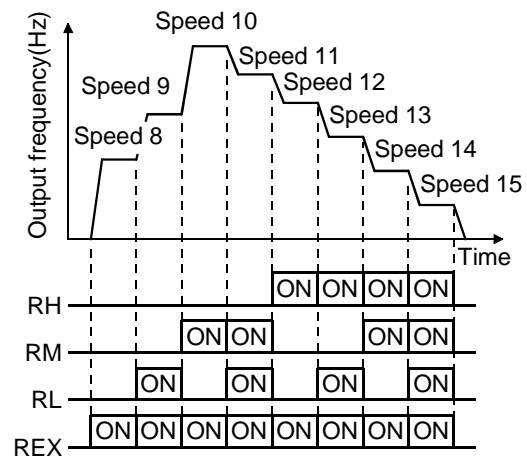 Output frequency(Hz)
Speed 10
Speed 11
Speed 9
Speed 12
Speed 13
Speed 8
Speed 14
Speed 15
Time
RH ON ON ON ON
RM ON ON ON ON
RL ON ON ON ON
REX ON ON ON ON ON ON ON ON